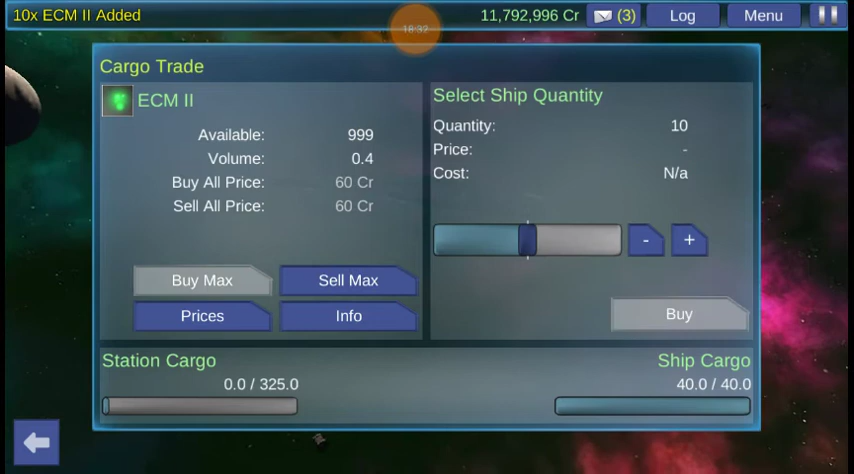 10x ECM II Added
11,792,996 Cr
(3)
Log
Menu
18:32
Cargo Trade
ECM II
Available: 999
Volume: 0.4
Buy All Price: 60 Cr
Sell All Price: 60 Cr
Buy Max
Sell Max
Prices
Info
Select Ship Quantity
Quantity: 10
Price: -
Cost: N/a
-
+
Buy
Station Cargo
0.0 / 325.0
Ship Cargo
40.0 / 40.0